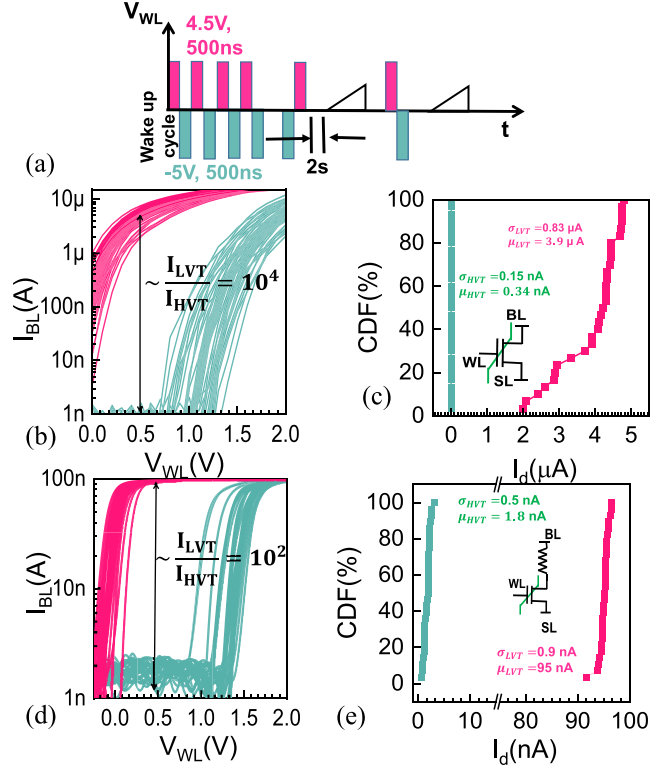 V_WL
4.5V,
500ns
Wake up
cycle
-5V, 500ns
2s
t
(a)
10μ
1μ
100n
10n
1n
I_BL(A)
~ I_LVT/I_HVT = 10^4
0.0 0.5 1.0 1.5 2.0
V_WL(V)
(b)
100
80
60
40
20
0
CDF(%)
σ_LVT=0.83 μA
μ_LVT=3.9 μ A
σ_HVT=0.15 nA
μ_HVT=0.34 nA
BL
WL
SL
(c)
0 1 2 3 4 5
I_d(μA)
100n
10n
1n
I_BL(A)
~ I_LVT/I_HVT = 10^2
0.0 0.5 1.0 1.5 2.0
V_WL(V)
(d)
100
80
60
40
20
0
CDF(%)
σ_HVT=0.5 nA
μ_HVT=1.8 nA
BL
WL
SL
σ_LVT=0.9 nA
μ_LVT=95 nA
0 10 80 90 100
I_d(nA)
(e)